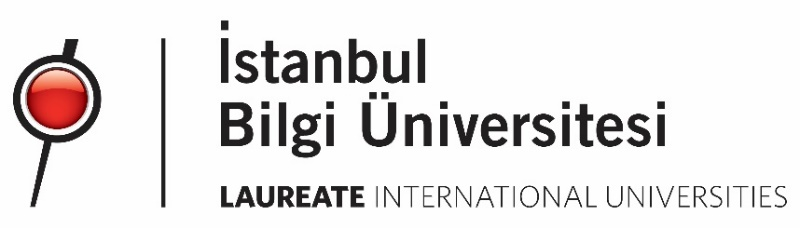 İstanbul
Bilgi Üniversitesi
LAUREATE INTERNATIONAL UNIVERSITIES